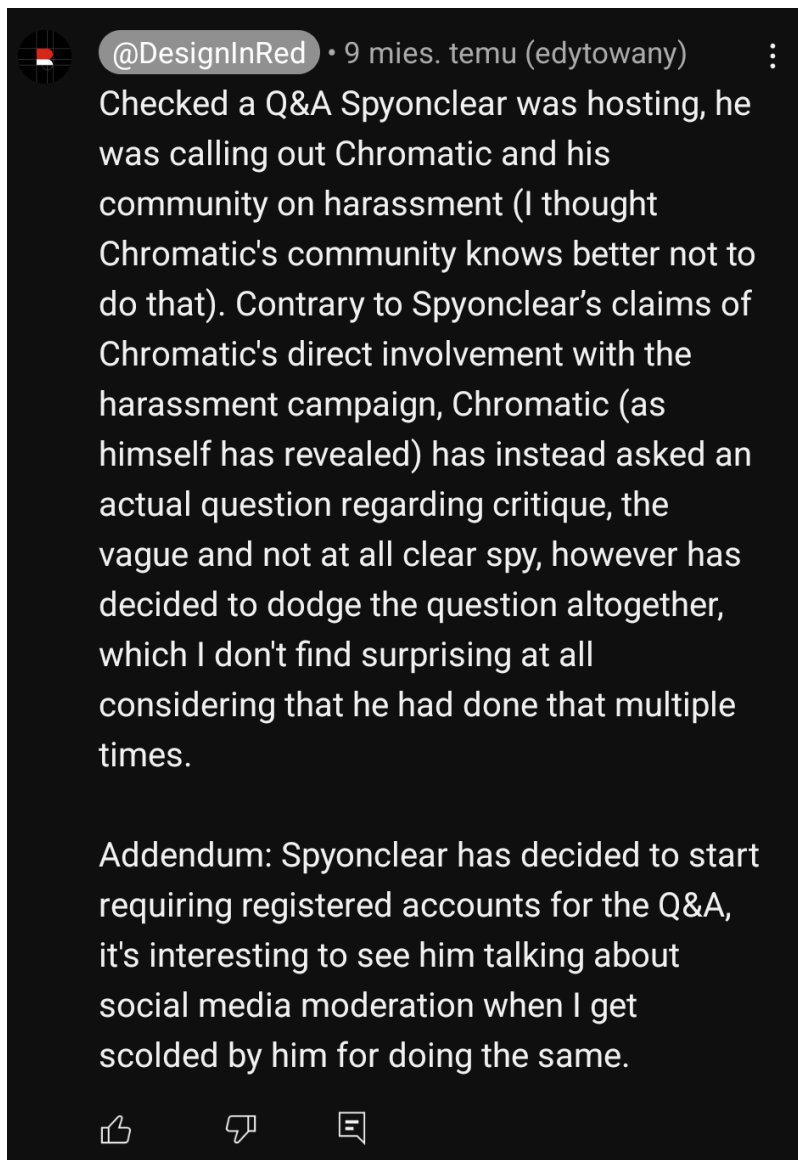 @DesignInRed • 9 mies. temu (edytowany)
Checked a Q&A Spyonclear was hosting, he
was calling out Chromatic and his
community on harassment (I thought
Chromatic's community knows better not to
do that). Contrary to Spyonclear’s claims of
Chromatic's direct involvement with the
harassment campaign, Chromatic (as
himself has revealed) has instead asked an
actual question regarding critique, the
vague and not at all clear spy, however has
decided to dodge the question altogether,
which I don't find surprising at all
considering that he had done that multiple
times.

Addendum: Spyonclear has decided to start
requiring registered accounts for the Q&A,
it's interesting to see him talking about
social media moderation when I get
scolded by him for doing the same.